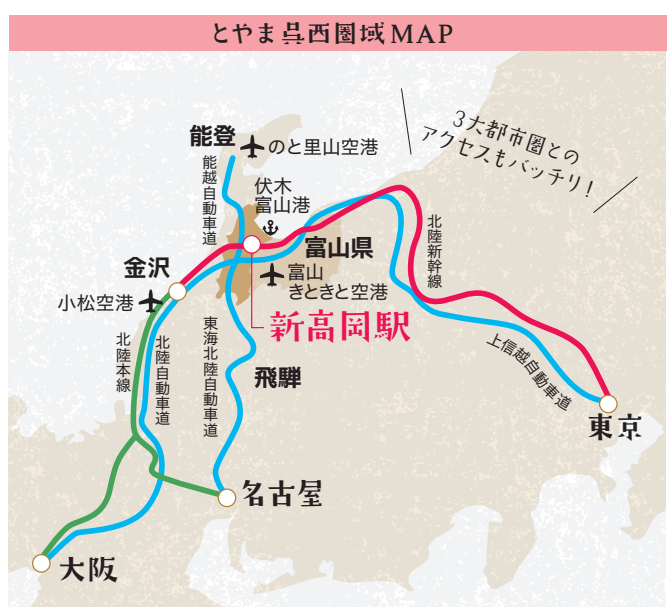 とやま呉西圏域MAP
3大都市圏との
アクセスもバッチリ!
能登
のと里山空港
能越自動車道
伏木
富山港
富山県
富山
きときと空港
北陸新幹線
金沢
小松空港
新高岡駅
北陸本線
北陸自動車道
東海北陸自動車道
飛騨
上信越自動車道
東京
名古屋
大阪